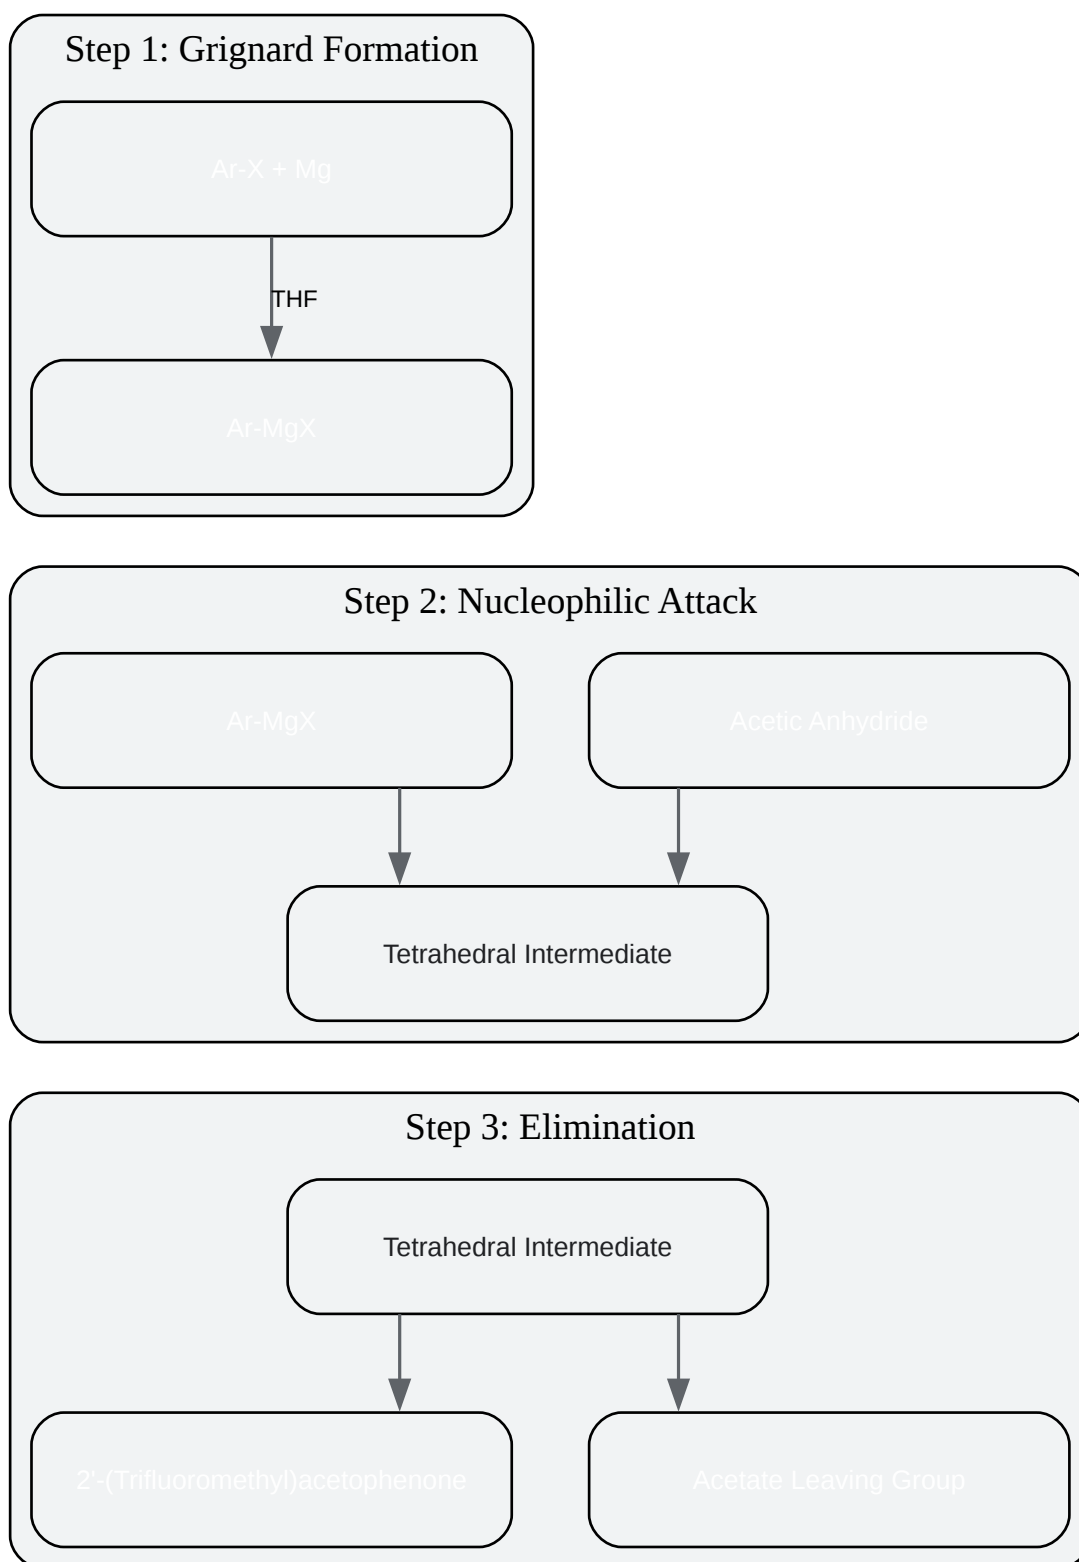 Step 1: Grignard Formation
Ar-X + Mg
THF
Ar-MgX
Step 2: Nucleophilic Attack
Ar-MgX
Acetic Anhydride
Tetrahedral Intermediate
Step 3: Elimination
Tetrahedral Intermediate
2'-(Trifluoromethyl)acetophenone
Acetate Leaving Group